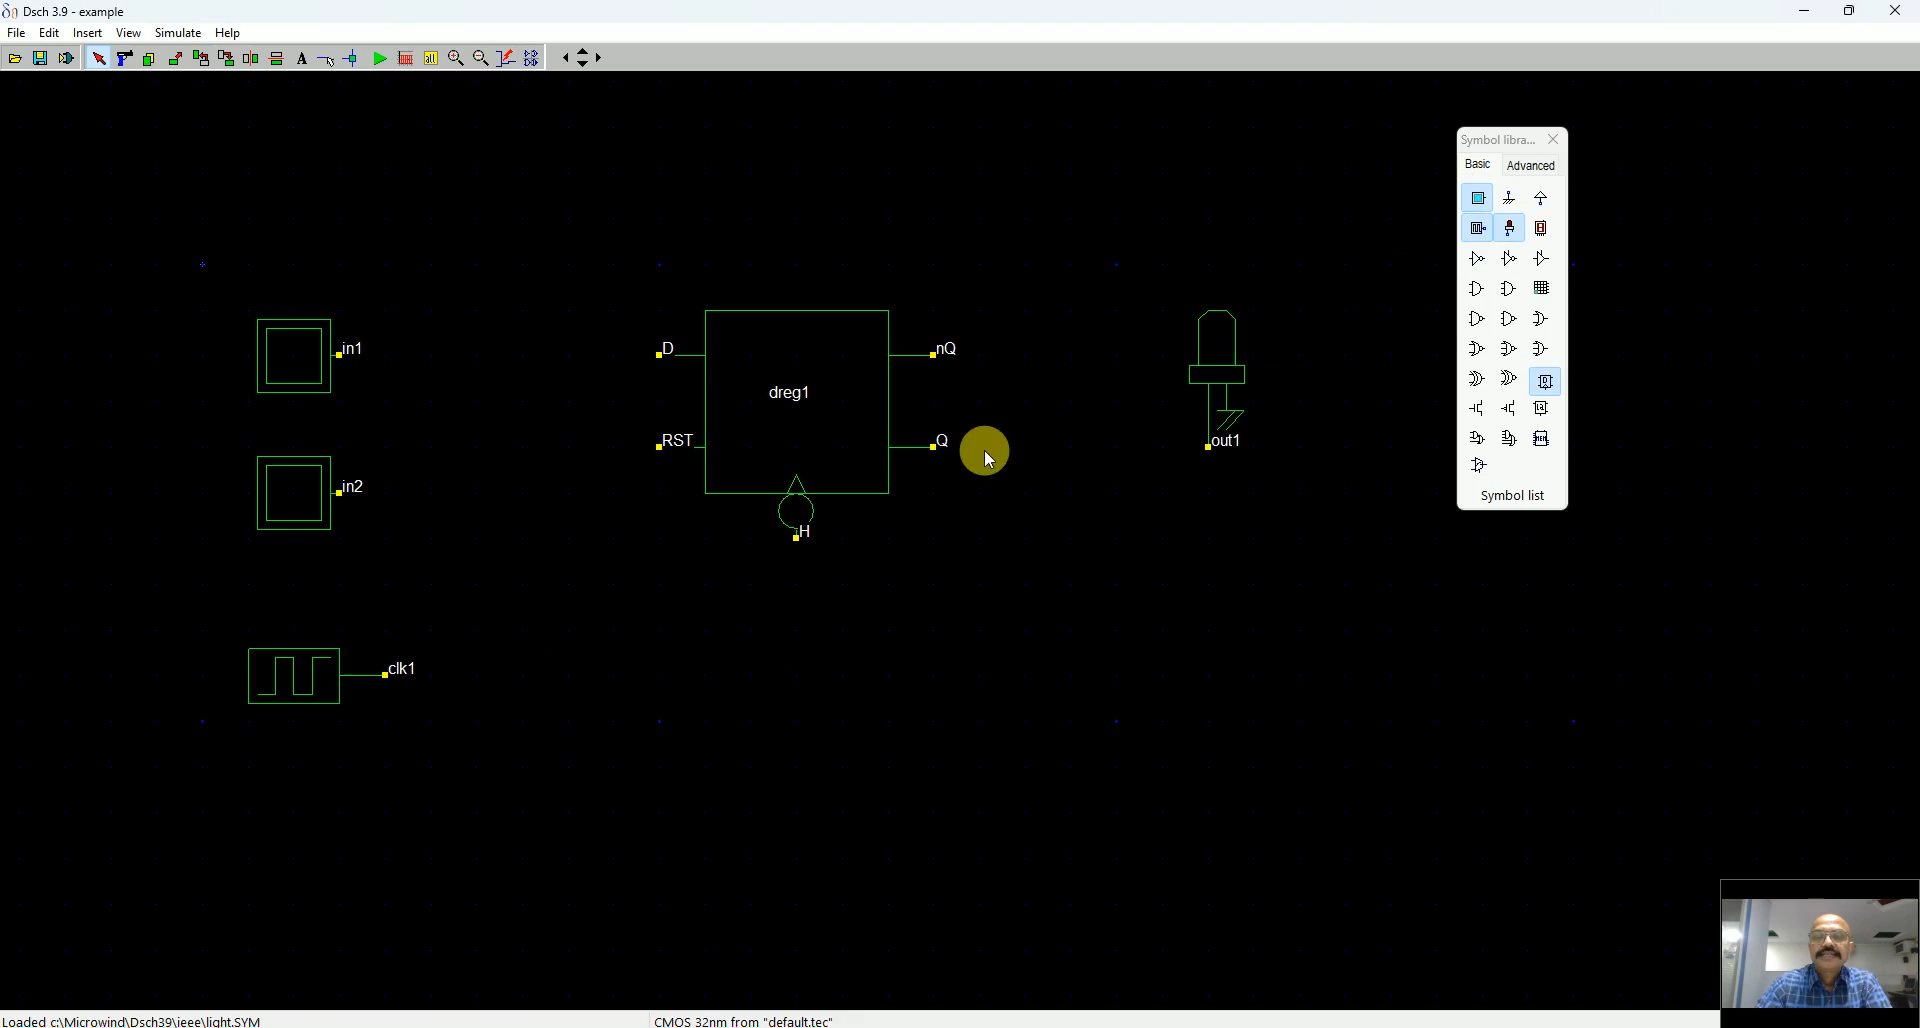 Dsch 3.9 - example
File Edit Insert View Simulate Help
A
all
Symbol libra...
Basic Advanced
in1
D
nQ
dreg1
RST
Q
out1
in2
H
Symbol list
clk1
Loaded c:\Microwind\Dsch39\ieee\light.SYM
CMOS 32nm from "default.tec"